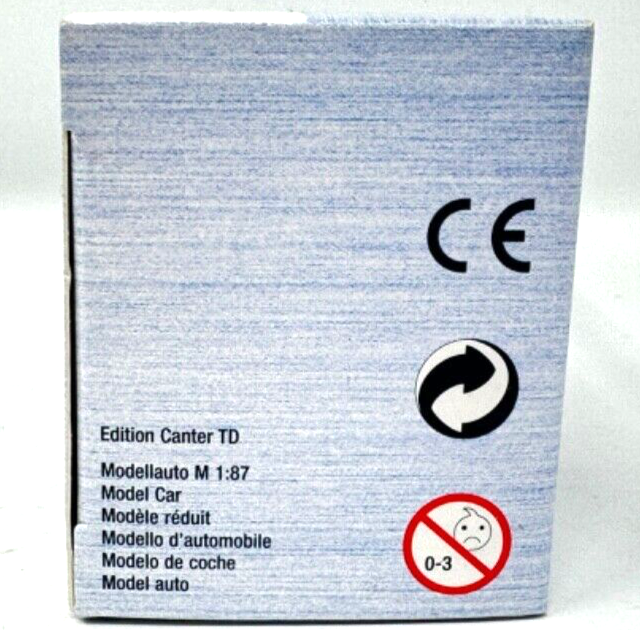 CE
Edition Canter TD
Modellauto M 1:87
Model Car
Modèle réduit
Modello d'automobile
Modelo de coche
Model auto
0-3